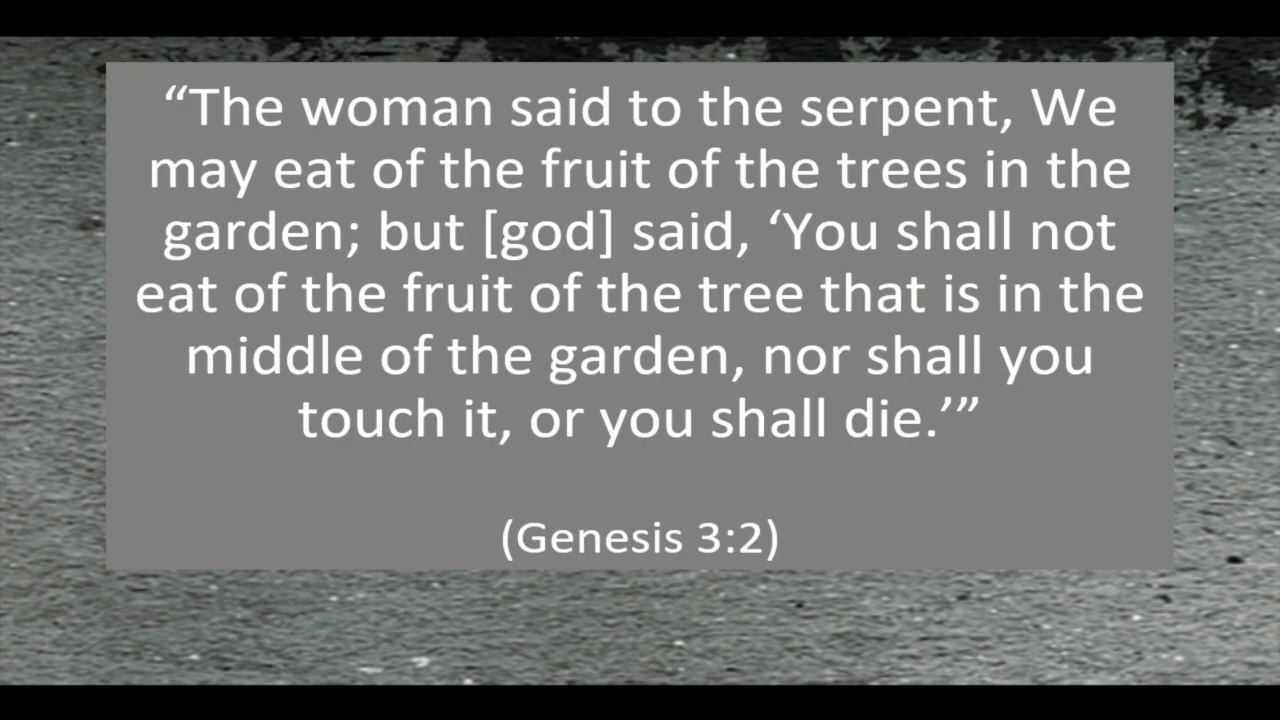 “The woman said to the serpent, We
may eat of the fruit of the trees in the
garden; but [god] said, ‘You shall not
eat of the fruit of the tree that is in the
middle of the garden, nor shall you
touch it, or you shall die.’”
(Genesis 3:2)